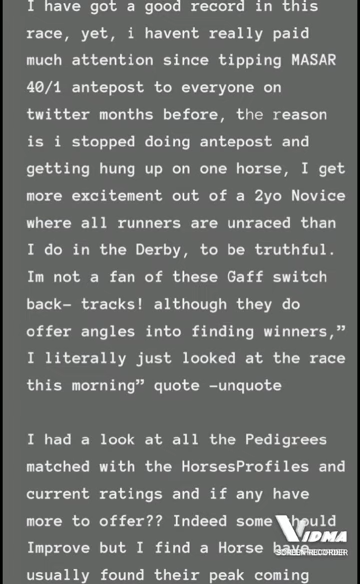 I have got a good record in this
race, yet, i havent really paid
much attention since tipping MASAR
40/1 antepost to everyone on
twitter months before, the reason
is i stopped doing antepost and
getting hung up on one horse, I get
more excitement out of a 2yo Novice
where all runners are unraced than
I do in the Derby, to be truthful.
Im not a fan of these Gaff switch
back- tracks! although they do
offer angles into finding winners,”
I literally just looked at the race
this morning” quote -unquote
I had a look at all the Pedigrees
matched with the HorsesProfiles and
current ratings and if any have
more to offer?? Indeed some should
Improve but I find a Horse have
usually found their peak coming
VIDMA
SCREEN RECORDER